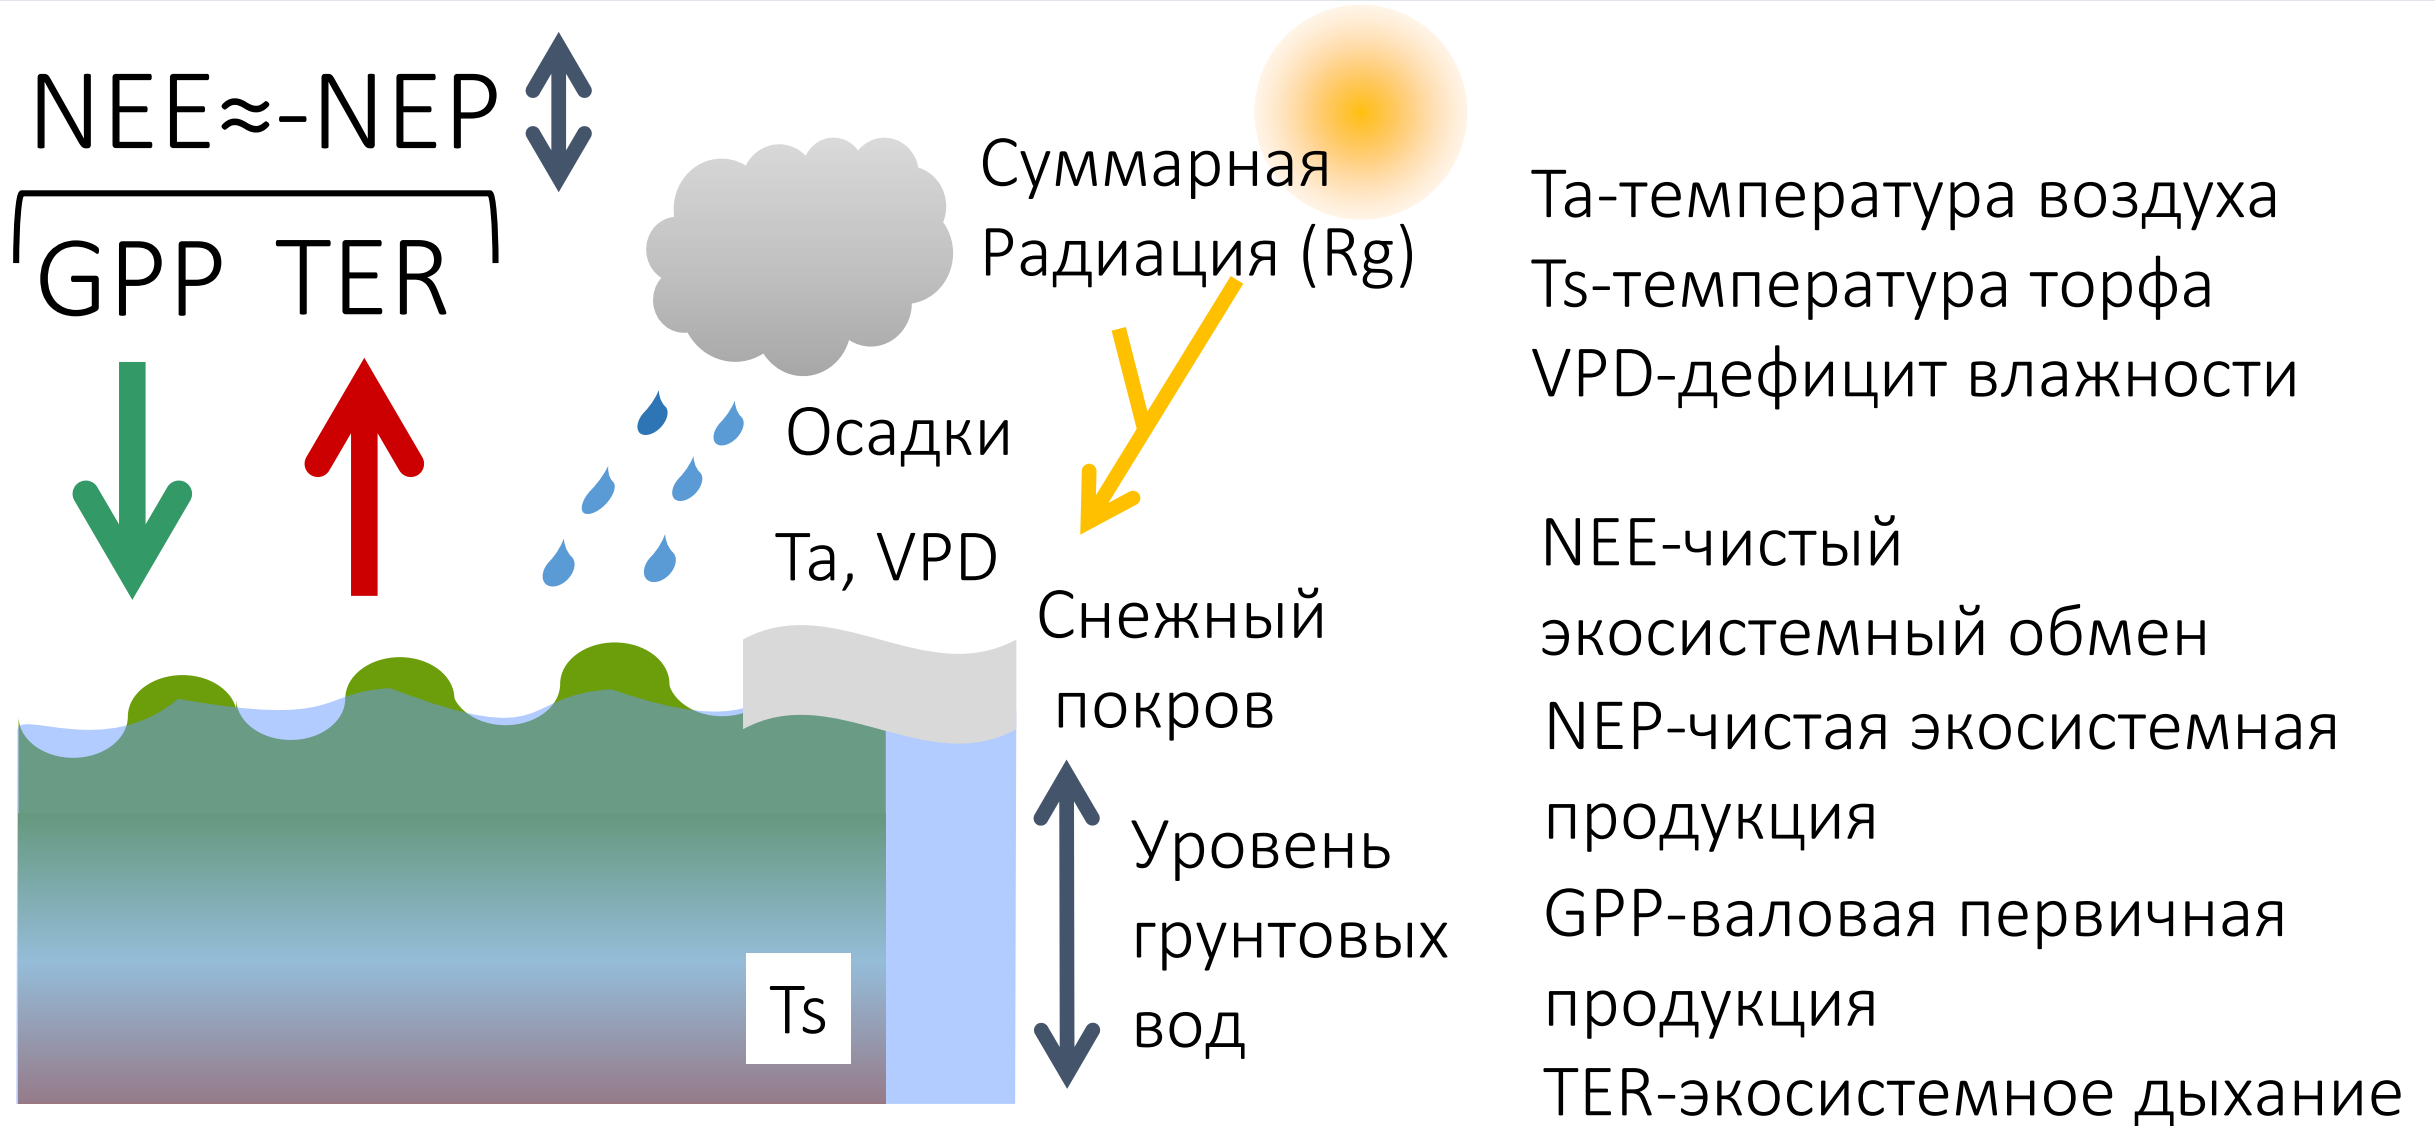 NEE≈-NEP
GPP TER
Суммарная
Радиация (Rg)
Осадки
Ta, VPD
Снежный
покров
Уровень
грунтовых
вод
Ts
Ta-температура воздуха
Ts-температура торфа
VPD-дефицит влажности
NEE-чистый
экосистемный обмен
NEP-чистая экосистемная
продукция
GPP-валовая первичная
продукция
TER-экосистемное дыхание